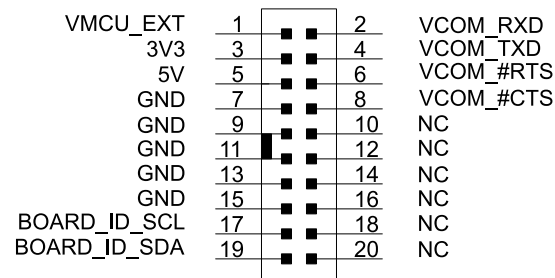 VMCU_EXT 1 2 VCOM_RXD
3V3 3 4 VCOM_TXD
5V 5 6 VCOM_#RTS
GND 7 8 VCOM_#CTS
GND 9 10 NC
GND 11 12 NC
GND 13 14 NC
GND 15 16 NC
BOARD_ID_SCL 17 18 NC
BOARD_ID_SDA 19 20 NC